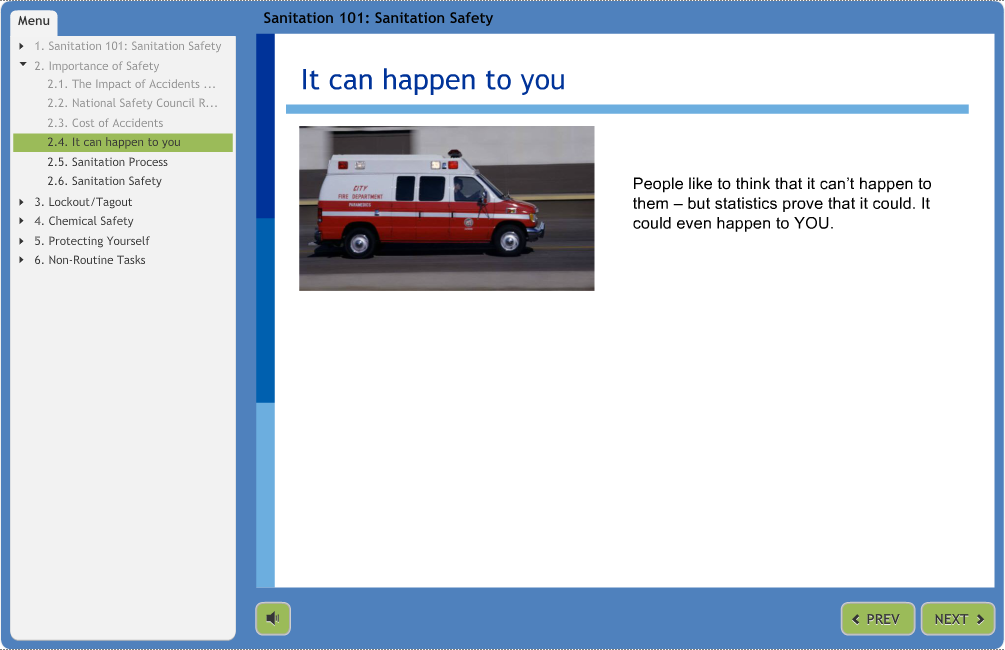 Menu
Sanitation 101: Sanitation Safety
1. Sanitation 101: Sanitation Safety
2. Importance of Safety
2.1. The Impact of Accidents ...
2.2. National Safety Council R...
2.3. Cost of Accidents
2.4. It can happen to you
2.5. Sanitation Process
2.6. Sanitation Safety
3. Lockout/Tagout
4. Chemical Safety
5. Protecting Yourself
6. Non-Routine Tasks
It can happen to you
CITY
FIRE DEPARTMENT
PARAMEDICS
People like to think that it can’t happen to
them – but statistics prove that it could. It
could even happen to YOU.
PREV
NEXT